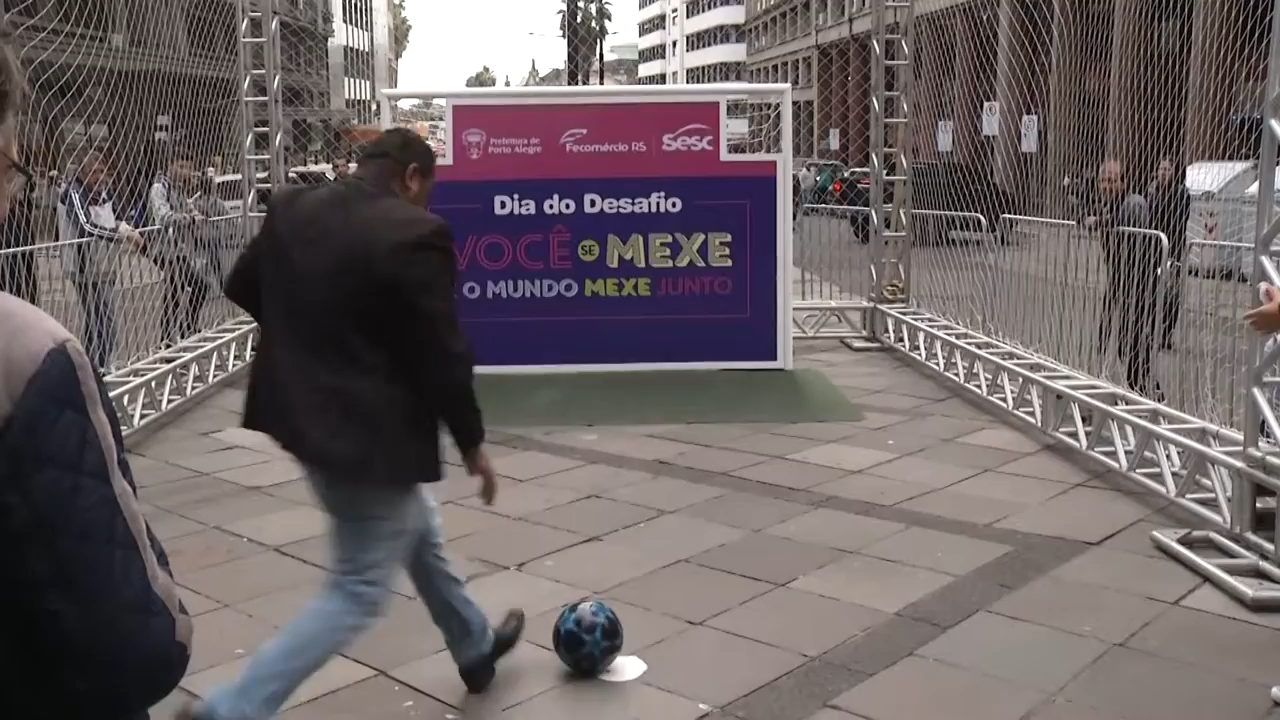 Prefeitura de
Porto Alegre
Fecomércio RS
Sesc
Dia do Desafio
VOCÊ SE MEXE
O MUNDO MEXE JUNTO